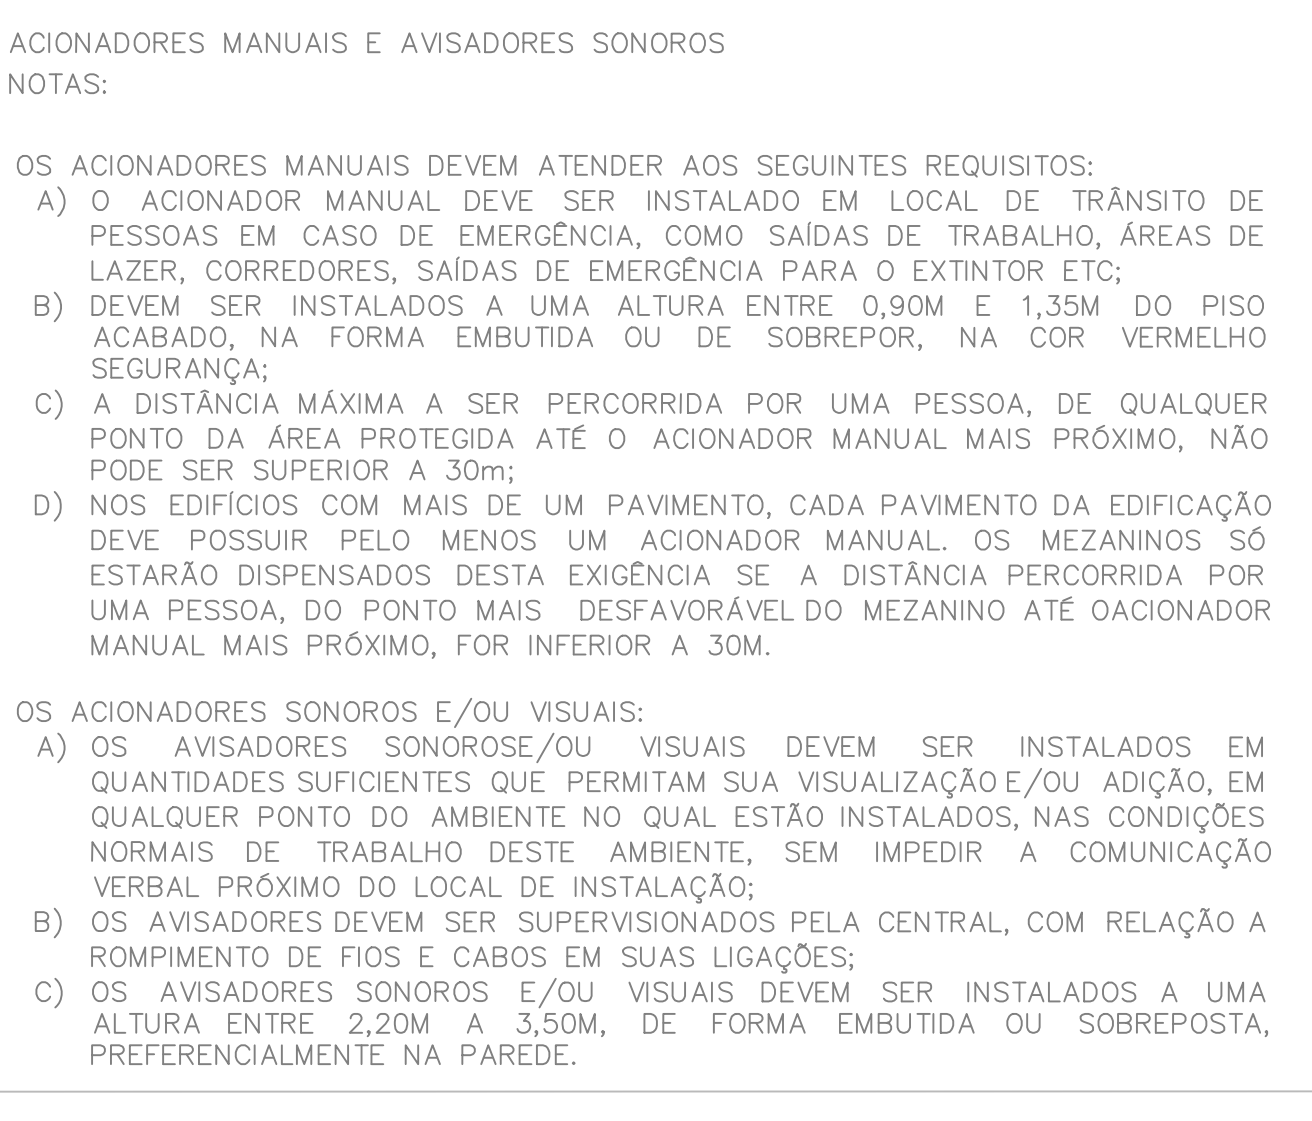 ACIONADORES MANUAIS E AVISADORES SONOROS
NOTAS:
OS ACIONADORES MANUAIS DEVEM ATENDER AOS SEGUINTES REQUISITOS:
A) O ACIONADOR MANUAL DEVE SER INSTALADO EM LOCAL DE TRÂNSITO DE
PESSOAS EM CASO DE EMERGÊNCIA, COMO SAÍDAS DE TRABALHO, ÁREAS DE
LAZER, CORREDORES, SAÍDAS DE EMERGÊNCIA PARA O EXTINTOR ETC;
B) DEVEM SER INSTALADOS A UMA ALTURA ENTRE 0,90M E 1,35M DO PISO
ACABADO, NA FORMA EMBUTIDA OU DE SOBREPOR, NA COR VERMELHO
SEGURANÇA;
C) A DISTÂNCIA MÁXIMA A SER PERCORRIDA POR UMA PESSOA, DE QUALQUER
PONTO DA ÁREA PROTEGIDA ATÉ O ACIONADOR MANUAL MAIS PRÓXIMO, NÃO
PODE SER SUPERIOR A 30m;
D) NOS EDIFÍCIOS COM MAIS DE UM PAVIMENTO, CADA PAVIMENTO DA EDIFICAÇÃO
DEVE POSSUIR PELO MENOS UM ACIONADOR MANUAL. OS MEZANINOS SÓ
ESTARÃO DISPENSADOS DESTA EXIGÊNCIA SE A DISTÂNCIA PERCORRIDA POR
UMA PESSOA, DO PONTO MAIS DESFAVORÁVEL DO MEZANINO ATÉ OACIONADOR
MANUAL MAIS PRÓXIMO, FOR INFERIOR A 30M.
OS ACIONADORES SONOROS E/OU VISUAIS:
A) OS AVISADORES SONOROSE/OU VISUAIS DEVEM SER INSTALADOS EM
QUANTIDADES SUFICIENTES QUE PERMITAM SUA VISUALIZAÇÃO E/OU ADIÇÃO, EM
QUALQUER PONTO DO AMBIENTE NO QUAL ESTÃO INSTALADOS, NAS CONDIÇÕES
NORMAIS DE TRABALHO DESTE AMBIENTE, SEM IMPEDIR A COMUNICAÇÃO
VERBAL PRÓXIMO DO LOCAL DE INSTALAÇÃO;
B) OS AVISADORES DEVEM SER SUPERVISIONADOS PELA CENTRAL, COM RELAÇÃO A
ROMPIMENTO DE FIOS E CABOS EM SUAS LIGAÇÕES;
C) OS AVISADORES SONOROS E/OU VISUAIS DEVEM SER INSTALADOS A UMA
ALTURA ENTRE 2,20M A 3,50M, DE FORMA EMBUTIDA OU SOBREPOSTA,
PREFERENCIALMENTE NA PAREDE.